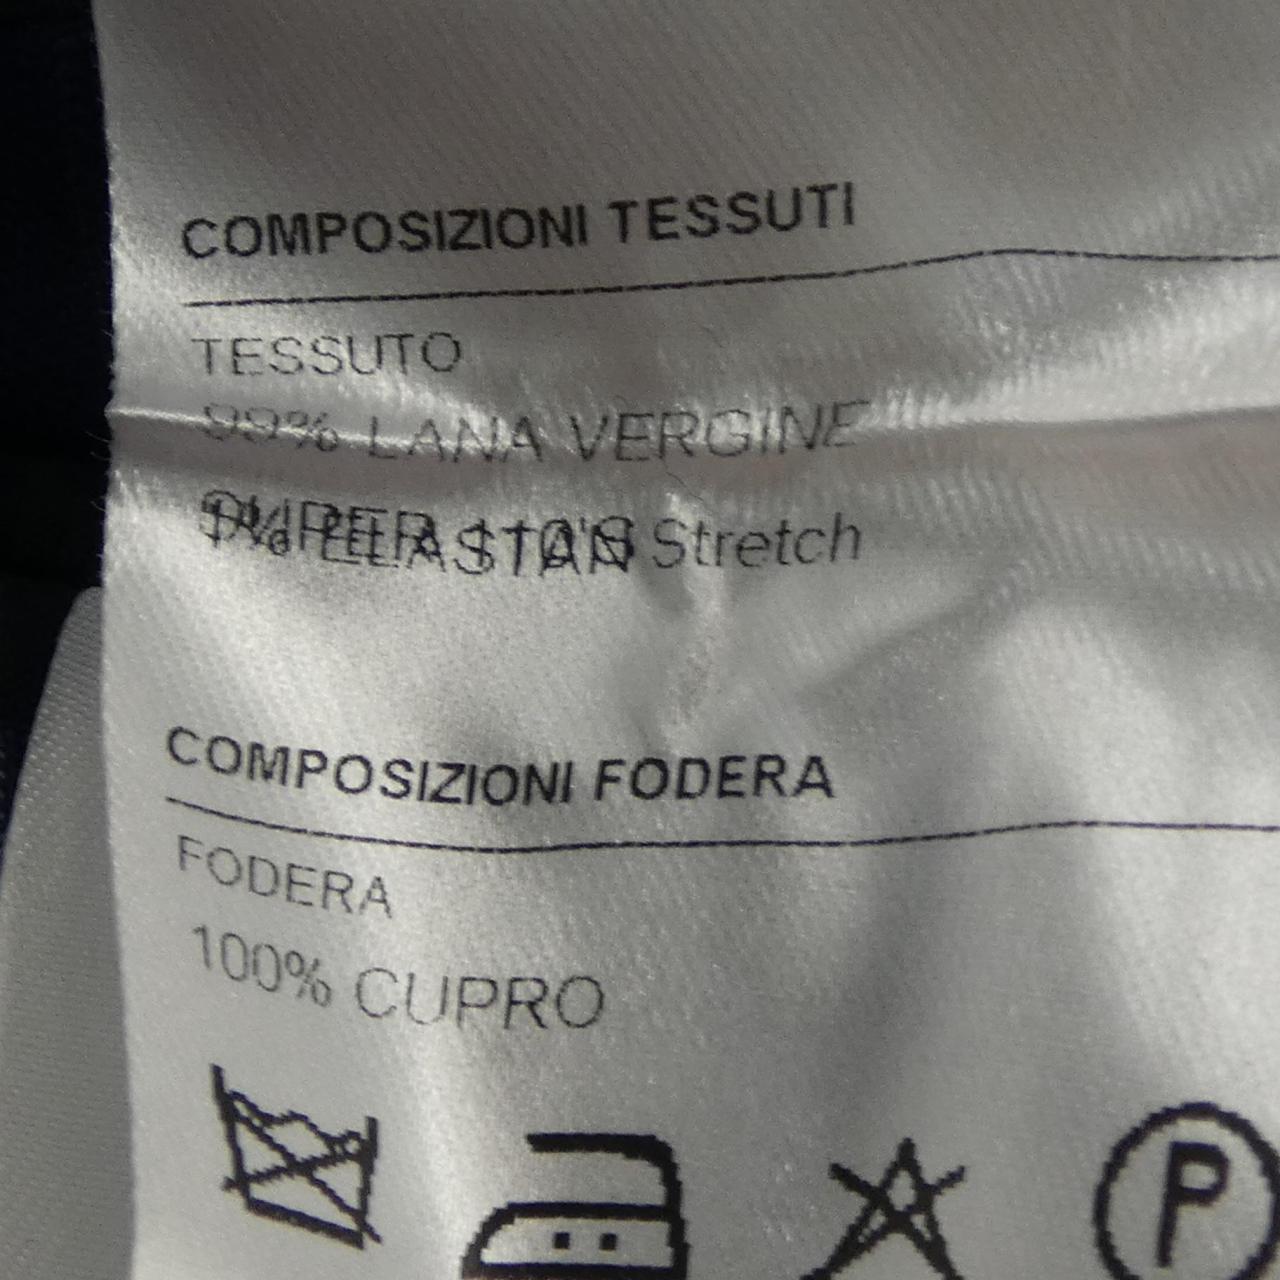 COMPOSIZIONI TESSUTI
TESSUTO
99% LANA VERGINE
Stretch
COMPOSIZIONI FODERA
FODERA
100% CUPRO
P